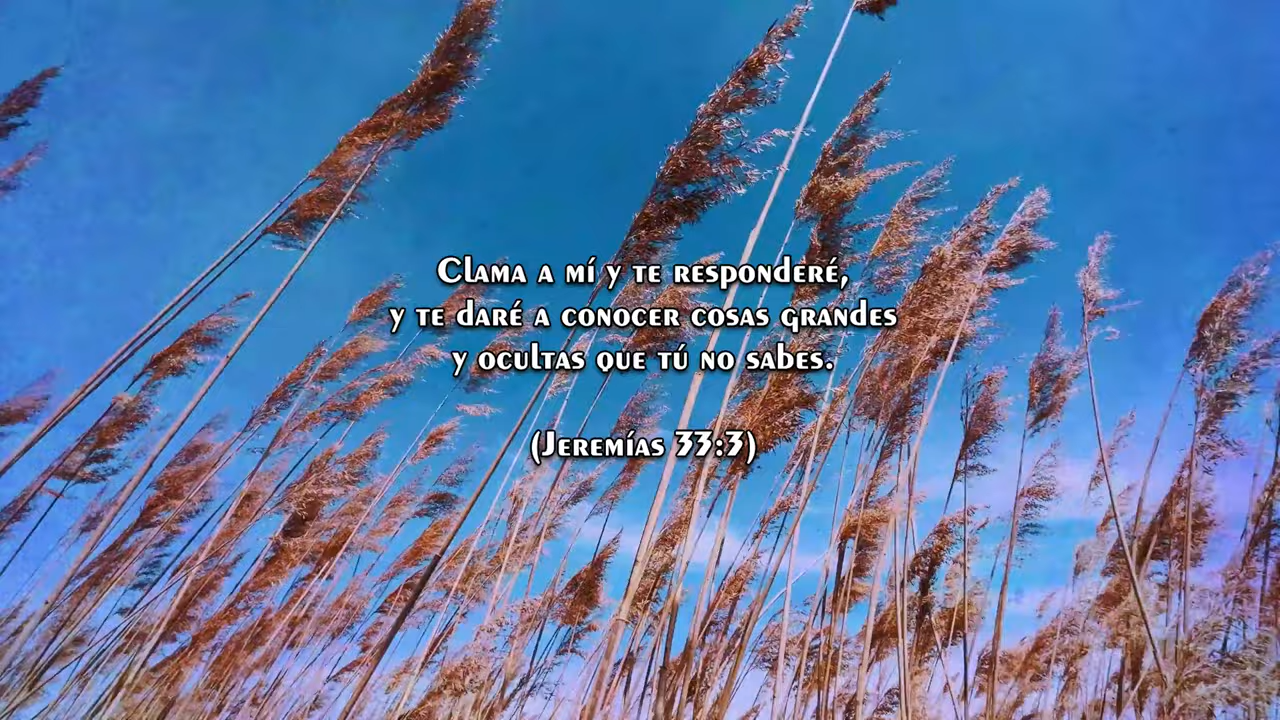 Clama a mí y te responderé,
y te daré a conocer cosas grandes
y ocultas que tú no sabes.
(Jeremías 33:3)